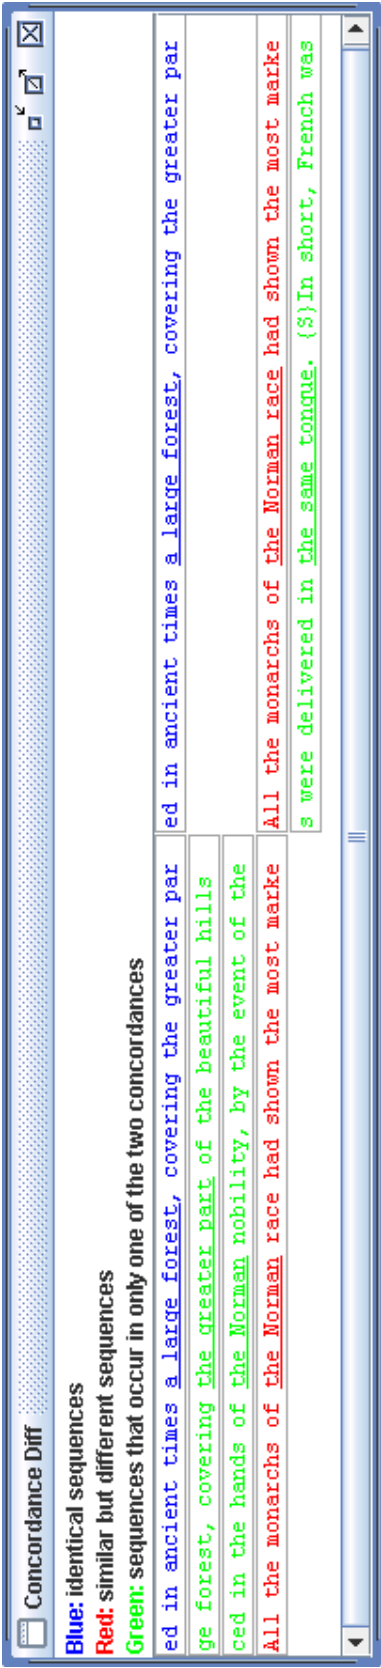 Concordance Diff
Blue: identical sequences
Red: similar but different sequences
Green: sequences that occur in only one of the two concordances
ed in ancient times a large forest, covering the greater par ed in ancient times a large forest, covering the greater par
ge forest, covering the greater part of the beautiful hills
ced in the hands of the Norman nobility, by the event of the
All the monarchs of the Norman race had shown the most marke All the monarchs of the Norman race had shown the most marke
s were delivered in the same tongue. {S}In short, French was